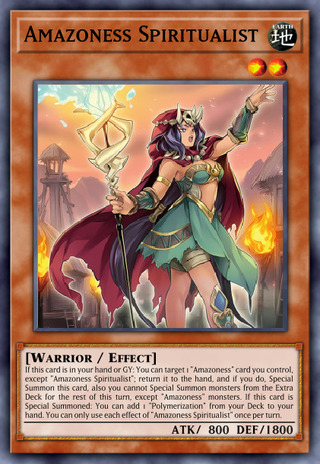 Amazoness Spiritualist
EARTH
地
[Warrior / Effect]
If this card is in your hand or GY: You can target 1 "Amazoness" card you control,
except "Amazoness Spiritualist"; return it to the hand, and if you do, Special
Summon this card, also you cannot Special Summon monsters from the Extra
Deck for the rest of this turn, except "Amazoness" monsters. If this card is
Special Summoned: You can add 1 "Polymerization" from your Deck to your
hand. You can only use each effect of "Amazoness Spiritualist" once per turn.
ATK/ 800 DEF/1800